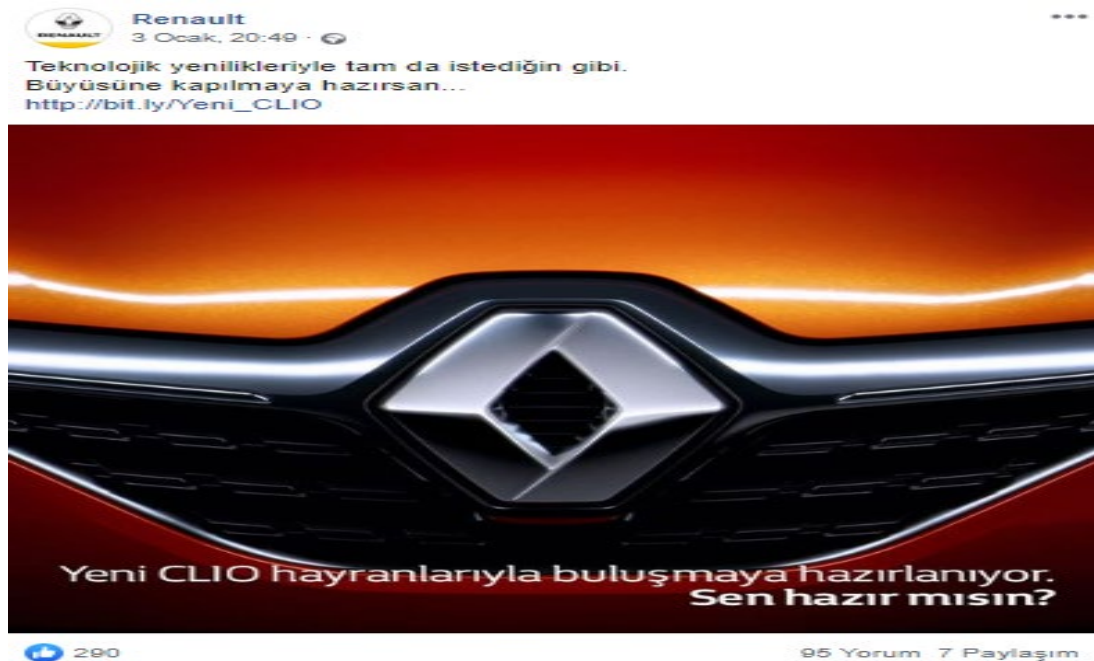 Renault
RENAULT
3 Ocak, 20:49 ·
Teknolojik yenilikleriyle tam da istediğin gibi.
Büyüsüne kapılmaya hazırsan...
http://bit.ly/Yeni_CLIO
Yeni CLIO hayranlarıyla buluşmaya hazırlanıyor.
Sen hazır mısın?
290
95 Yorum 7 Paylaşım